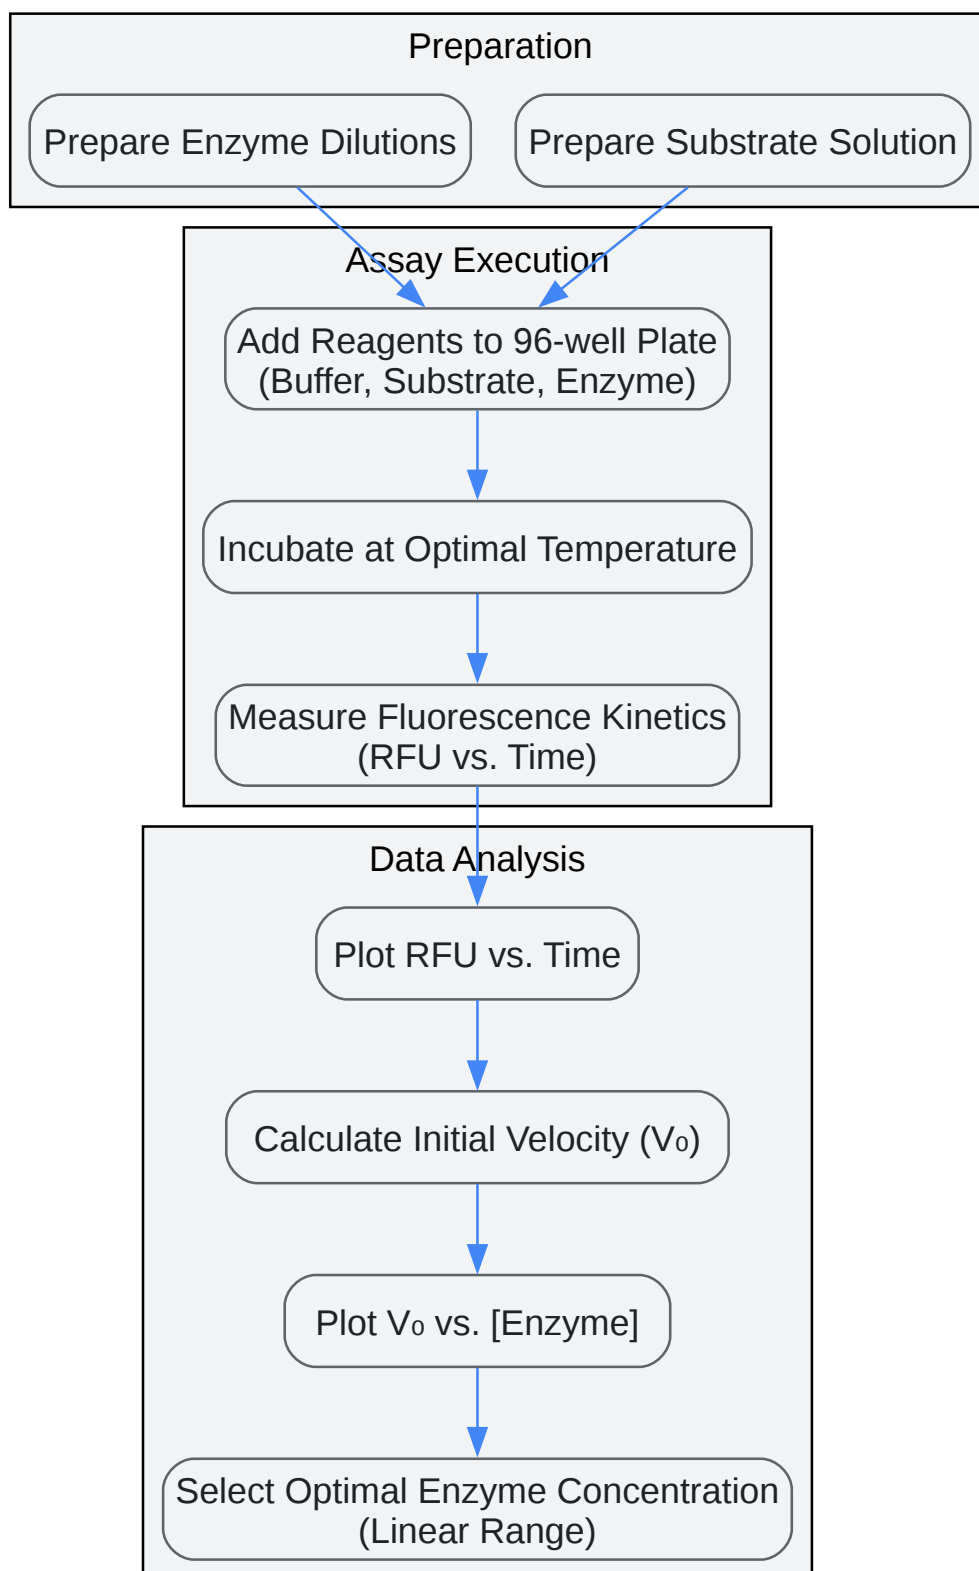 Preparation
Prepare Enzyme Dilutions
Prepare Substrate Solution
Assay Execution
Add Reagents to 96-well Plate
(Buffer, Substrate, Enzyme)
Incubate at Optimal Temperature
Measure Fluorescence Kinetics
(RFU vs. Time)
Data Analysis
Plot RFU vs. Time
Calculate Initial Velocity (V₀)
Plot V₀ vs. [Enzyme]
Select Optimal Enzyme Concentration
(Linear Range)